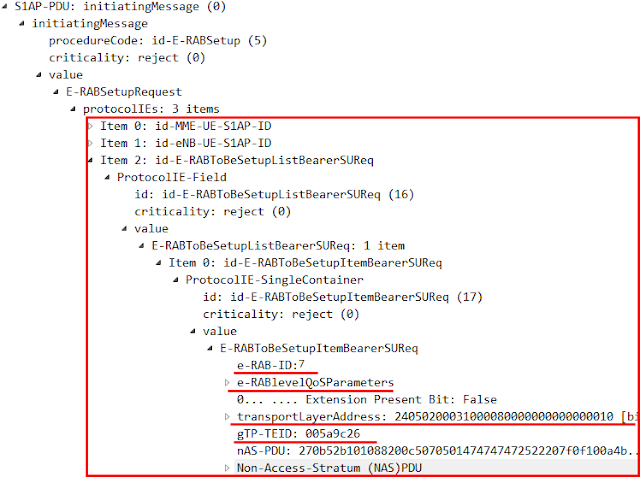 S1AP-PDU: initiatingMessage (0)
initiatingMessage
procedureCode: id-E-RABSetup (5)
criticality: reject (0)
value
E-RABSetupRequest
protocolIEs: 3 items
Item 0: id-MME-UE-S1AP-ID
Item 1: id-eNB-UE-S1AP-ID
Item 2: id-E-RABToBeSetupListBearerSUReq
ProtocolIE-Field
id: id-E-RABToBeSetupListBearerSUReq (16)
criticality: reject (0)
value
E-RABToBeSetupListBearerSUReq: 1 item
Item 0: id-E-RABToBeSetupItemBearerSUReq
ProtocolIE-SingleContainer
id: id-E-RABToBeSetupItemBearerSUReq (17)
criticality: reject (0)
value
E-RABToBeSetupItemBearerSUReq
e-RAB-ID:7
e-RABlevelQoSParameters
0... .... Extension Present Bit: False
transportLayerAddress: 24050200031000080000000000000010 [bi
gTP-TEID: 005a9c26
nAS-PDU: 270b52b101088200c5070501474747472522207f0f100a4b..
Non-Access-Stratum (NAS)PDU